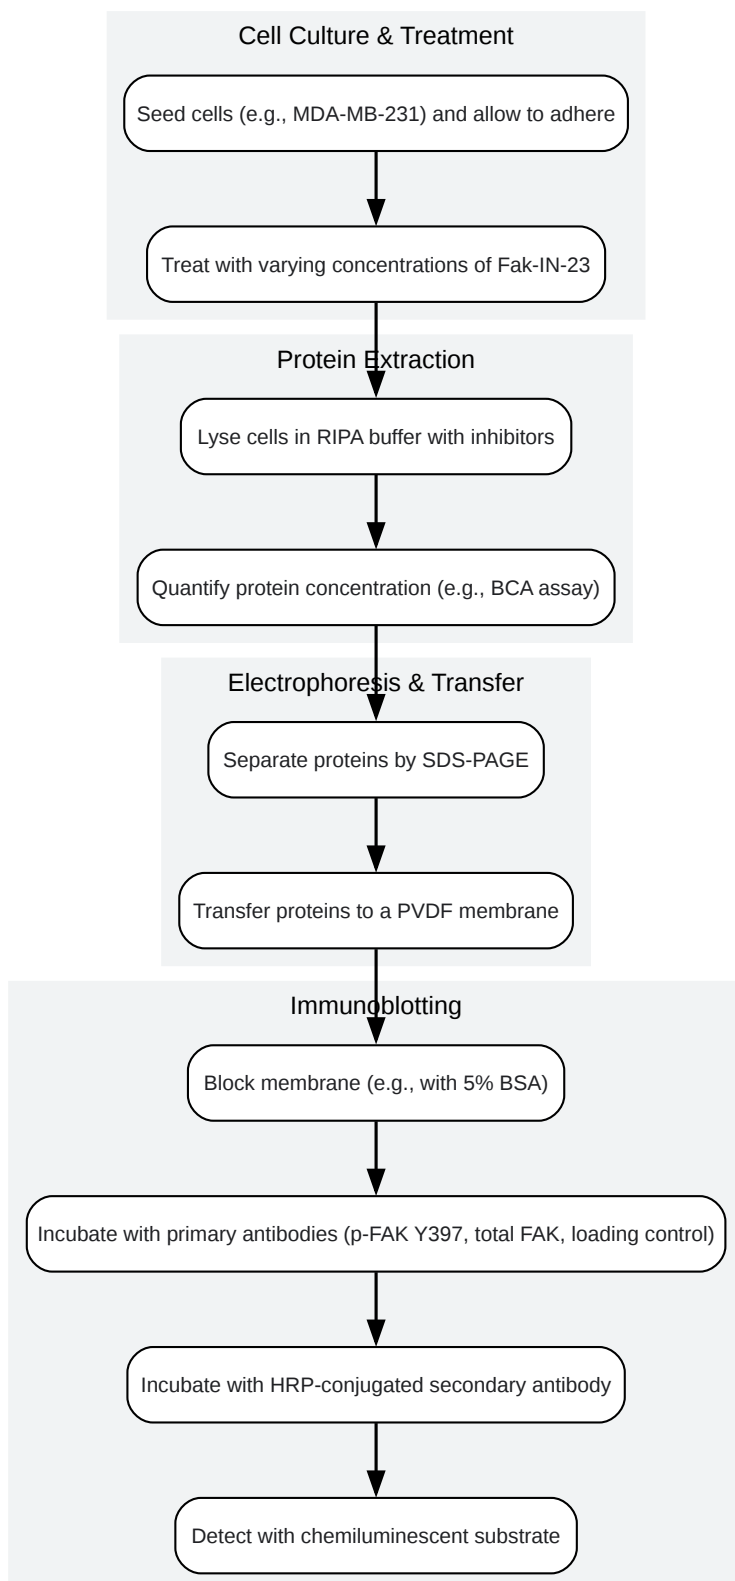 Cell Culture & Treatment
Seed cells (e.g., MDA-MB-231) and allow to adhere
Treat with varying concentrations of Fak-IN-23
Protein Extraction
Lyse cells in RIPA buffer with inhibitors
Quantify protein concentration (e.g., BCA assay)
Electrophoresis & Transfer
Separate proteins by SDS-PAGE
Transfer proteins to a PVDF membrane
Immunoblotting
Block membrane (e.g., with 5% BSA)
Incubate with primary antibodies (p-FAK Y397, total FAK, loading control)
Incubate with HRP-conjugated secondary antibody
Detect with chemiluminescent substrate